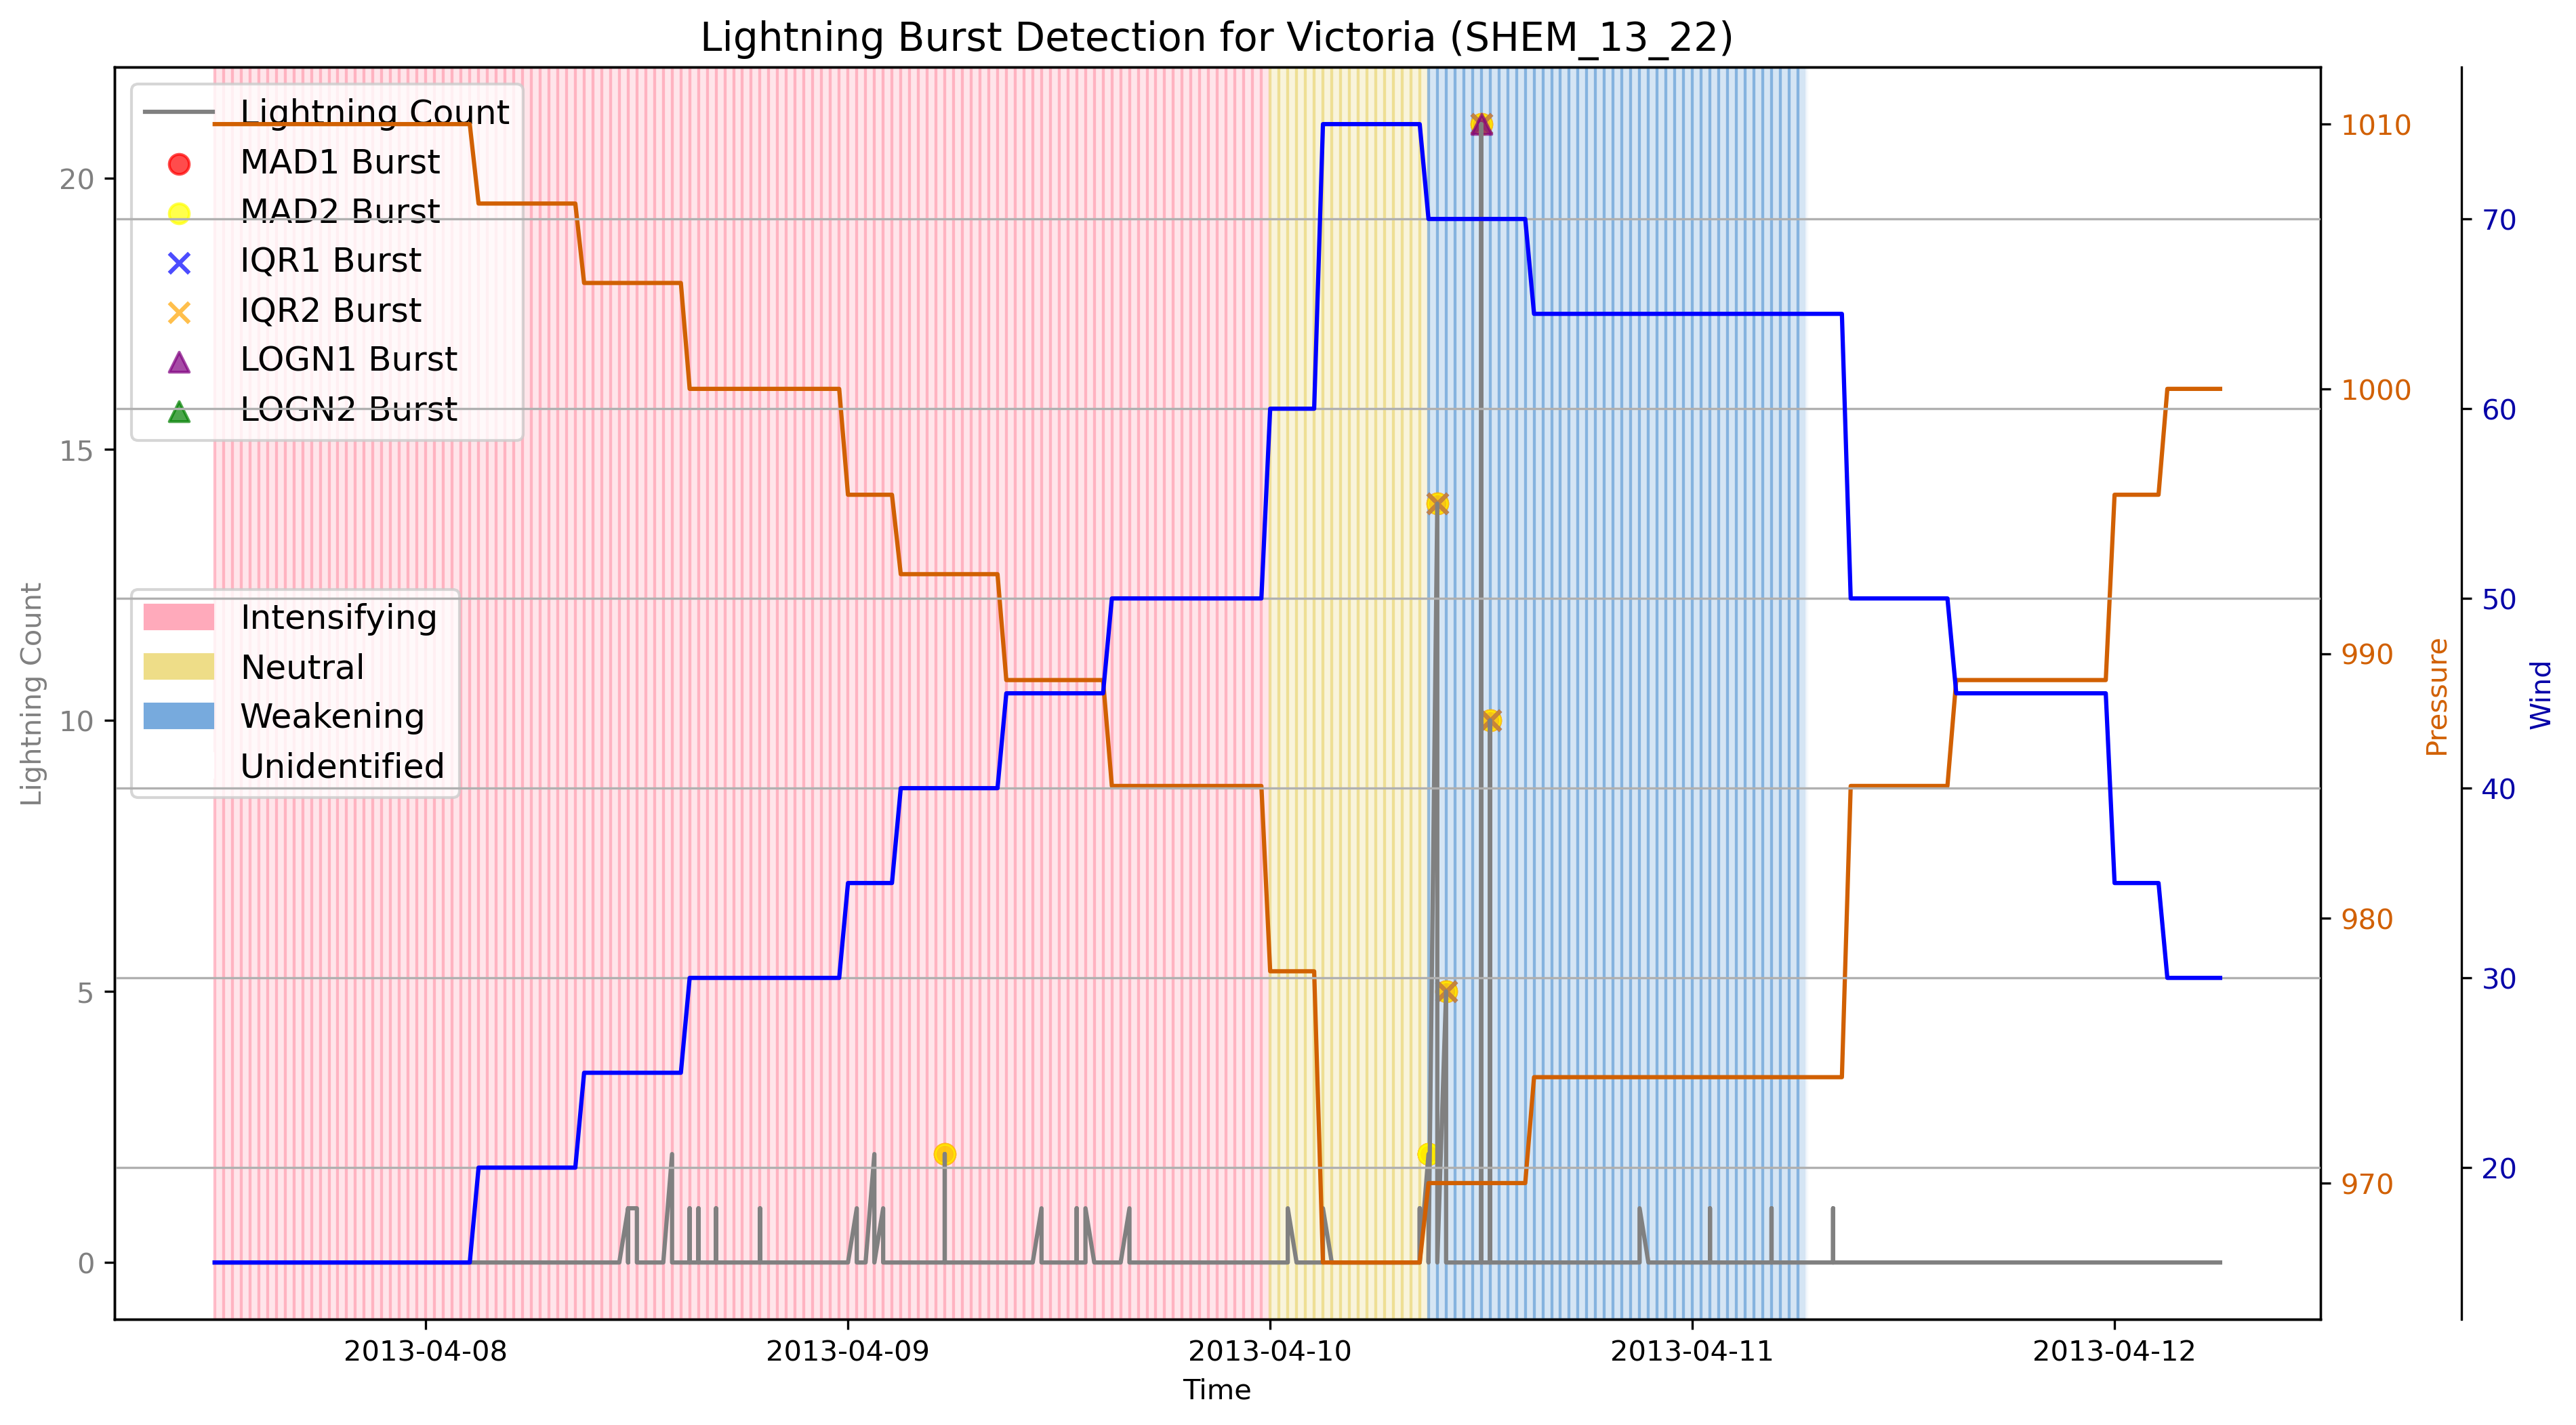 Lightning Burst Detection for Victoria (SHEM_13_22)
Lightning Count
MAD1 Burst
MAD2 Burst
IQR1 Burst
IQR2 Burst
LOGN1 Burst
LOGN2 Burst
Intensifying
Neutral
Weakening
Unidentified
Lightning Count
20
15
10
5
0
1010
1000
990
980
970
Pressure
70
60
50
40
30
20
Wind
2013-04-08
2013-04-09
2013-04-10
2013-04-11
2013-04-12
Time